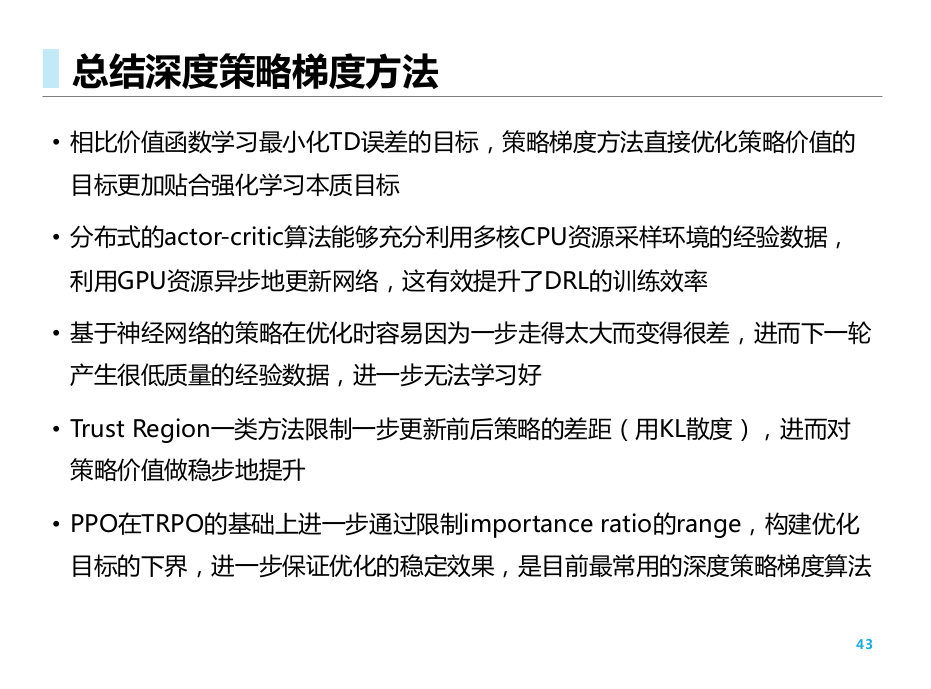 总结深度策略梯度方法
• 相比价值函数学习最小化TD误差的目标，策略梯度方法直接优化策略价值的
目标更加贴合强化学习本质目标
• 分布式的actor-critic算法能够充分利用多核CPU资源采样环境的经验数据，
利用GPU资源异步地更新网络，这有效提升了DRL的训练效率
• 基于神经网络的策略在优化时容易因为一步走得太大而变得很差，进而下一轮
产生很低质量的经验数据，进一步无法学习好
• Trust Region一类方法限制一步更新前后策略的差距（用KL散度），进而对
策略价值做稳步地提升
• PPO在TRPO的基础上进一步通过限制importance ratio的range，构建优化
目标的下界，进一步保证优化的稳定效果，是目前最常用的深度策略梯度算法
43